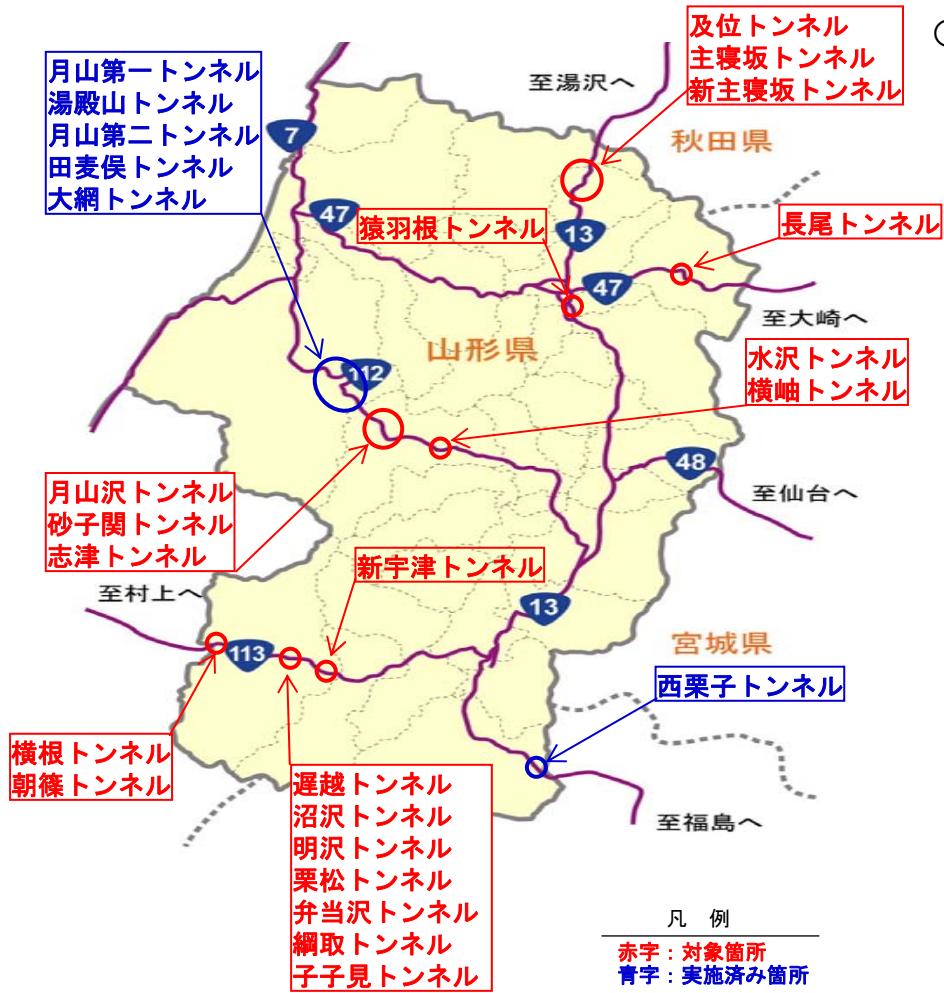 及位トンネル
主寝坂トンネル
新主寝坂トンネル
月山第一トンネル
湯殿山トンネル
月山第二トンネル
田麦俣トンネル
大網トンネル
至湯沢へ
秋田県
7
47
猿羽根トンネル
13
長尾トンネル
47
至大崎へ
山形県
水沢トンネル
横岫トンネル
112
48
至仙台へ
月山沢トンネル
砂子関トンネル
志津トンネル
新宇津トンネル
至村上へ
13
宮城県
113
西栗子トンネル
横根トンネル
朝篠トンネル
遅越トンネル
沼沢トンネル
明沢トンネル
栗松トンネル
弁当沢トンネル
綱取トンネル
子子見トンネル
至福島へ
凡 例
赤字：対象箇所
青字：実施済み箇所